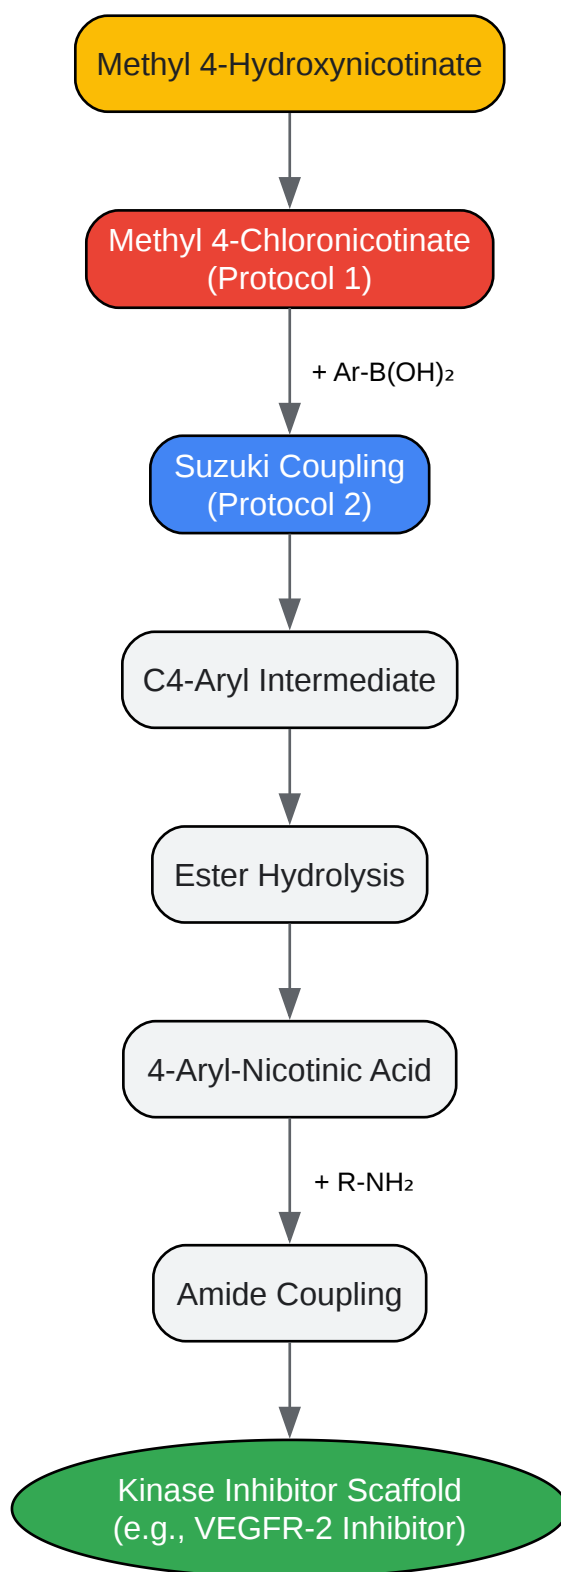 Methyl 4-Hydroxynicotinate
Methyl 4-Chloronicotinate
(Protocol 1)
+ Ar-B(OH)₂
Suzuki Coupling
(Protocol 2)
C4-Aryl Intermediate
Ester Hydrolysis
4-Aryl-Nicotinic Acid
+ R-NH₂
Amide Coupling
Kinase Inhibitor Scaffold
(e.g., VEGFR-2 Inhibitor)